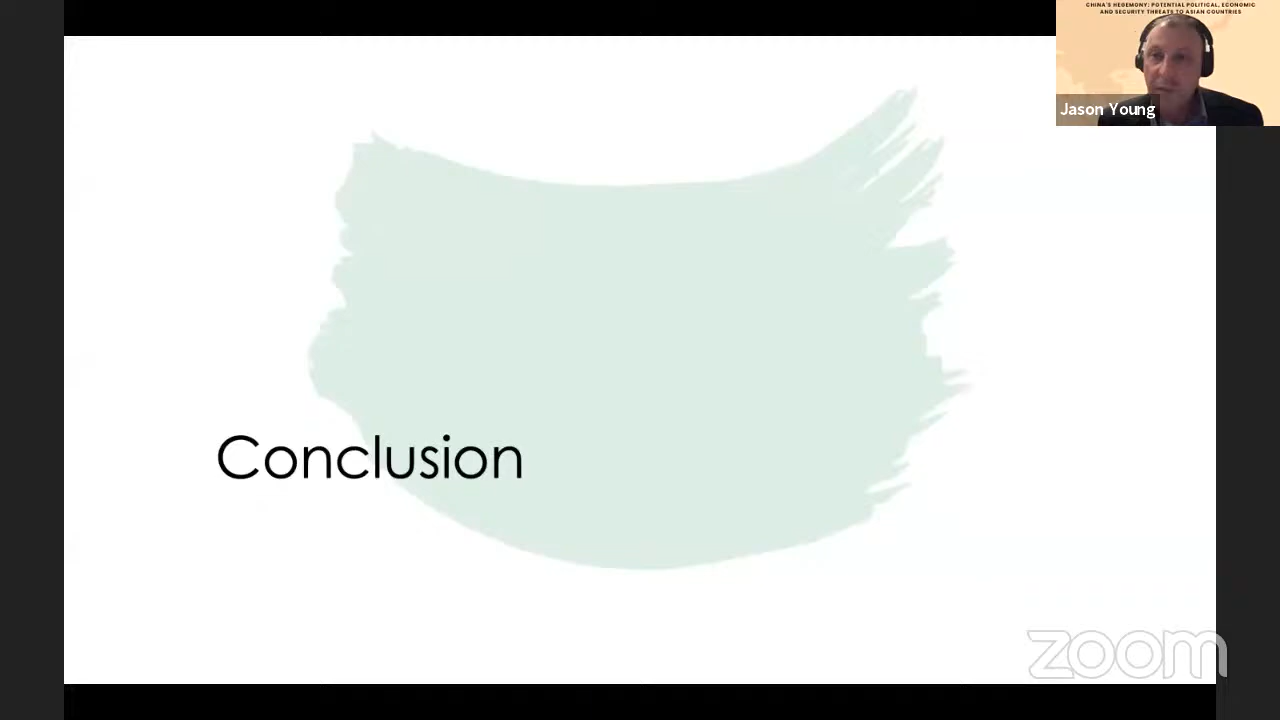 CHINA'S HEGEMONY: POTENTIAL POLITICAL, ECONOMIC
AND SECURITY THREATS TO ASIAN COUNTRIES
Jason Young
Conclusion
zoom